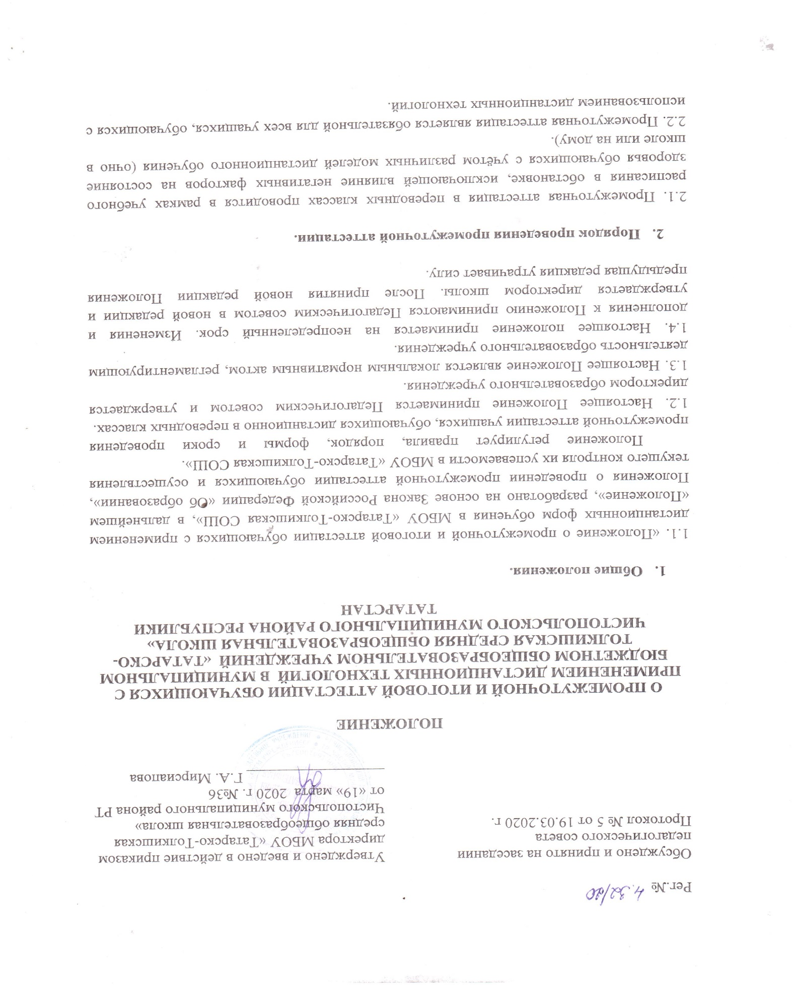 Рег.№ 4.32/20
Обсуждено и принято на заседании
педагогического совета
Протокол № 5 от 19.03.2020 г.
Утверждено и введено в действие приказом
директора МБОУ «Татарско-Толкишская
средняя общеобразовательная школа»
Чистопольского муниципального района РТ
от «19» марта 2020 г. №36
____________________ Г.А. Мирсиапова
ПОЛОЖЕНИЕ
О ПРОМЕЖУТОЧНОЙ И ИТОГОВОЙ АТТЕСТАЦИИ ОБУЧАЮЩИХСЯ С
ПРИМЕНЕНИЕМ ДИСТАНЦИОННЫХ ТЕХНОЛОГИЙ В МУНИЦИПАЛЬНОМ
БЮДЖЕТНОМ ОБЩЕОБРАЗОВАТЕЛЬНОМ УЧРЕЖДЕНИЙ «ТАТАРСКО-
ТОЛКИШСКАЯ СРЕДНЯЯ ОБЩЕОБРАЗОВАТЕЛЬНАЯ ШКОЛА»
ЧИСТОПОЛЬСКОГО МУНИЦИПАЛЬНОГО РАЙОНА РЕСПУБЛИКИ
ТАТАРСТАН
1. Общие положения.
1.1. «Положение о промежуточной и итоговой аттестации обучающихся с применением
дистанционных форм обучения в МБОУ «Татарско-Толкишская СОШ», в дальнейшем
«Положение», разработано на основе Закона Российской Федерации «Об образовании»,
Положения о проведении промежуточной аттестации обучающихся и осуществления
текущего контроля их успеваемости в МБОУ «Татарско-Толкишская СОШ».
Положение регулирует правила, порядок, формы и сроки проведения
промежуточной аттестации учащихся, обучающихся дистанционно в переводных классах.
1.2. Настоящее Положение принимается Педагогическим советом и утверждается
директором образовательного учреждения.
1.3. Настоящее Положение является локальным нормативным актом, регламентирующим
деятельность образовательного учреждения.
1.4. Настоящее положение принимается на неопределенный срок. Изменения и
дополнения к Положению принимаются Педагогическим советом в новой редакции и
утверждается директором школы. После принятия новой редакции Положения
предыдущая редакция утрачивает силу.
2. Порядок проведения промежуточной аттестации.
2.1. Промежуточная аттестация в переводных классах проводится в рамках учебного
расписания в обстановке, исключающей влияние негативных факторов на состояние
здоровья обучающихся с учётом различных моделей дистанционного обучения (очно в
школе или на дому).
2.2. Промежуточная аттестация является обязательной для всех учащихся, обучающихся с
использованием дистанционных технологий.